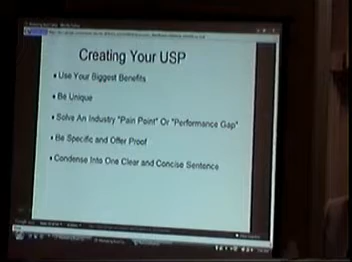 Creating Your USP
• Use Your Biggest Benefits
• Be Unique
• Solve An Industry "Pain Point" Or "Performance Gap"
• Be Specific and Offer Proof
• Condense Into One Clear and Concise Sentence